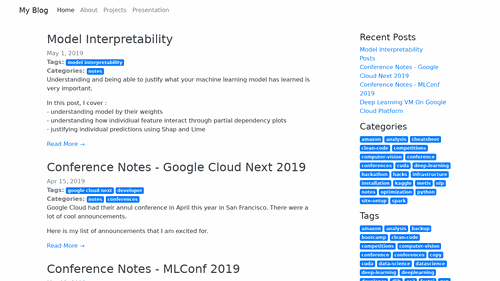 My Blog Home About Projects Presentation
Model Interpretability
May 1, 2019
Tags: model interpretability
Categories: notes
Understanding and being able to justify what your machine learning model has learned is
very important.
In this post, I cover :
- understanding model by their weights
- understanding how individual feature interact through partial dependency plots
- justifying individual predictions using Shap and Lime
Read More →
Conference Notes - Google Cloud Next 2019
Apr 15, 2019
Tags: google cloud next developer
Categories: notes conferences
Google Cloud had their annul conference in April this year in San Francisco. There were a
lot of cool announcements.
Here is my list of announcements that I am excited for.
Read More →
Conference Notes - MLConf 2019
Recent Posts
Model Interpretability
Posts
Conference Notes - Google
Cloud Next 2019
Conference Notes - MLConf
2019
Deep Learning VM On Google
Cloud Platform
Categories
amazon analysis cheatsheet
clean-code competitions
computer-vision conference
conferences cuda deep-learning
hackathon hacks infrastructure
installation kaggle metis nlp
notes optimization python
site-setup spark
Tags
amazon analysis backup
bootcamp clean-code
competitions computer-vision
conference conferences copy
cuda data-science datascience
deep-learning deeplearning